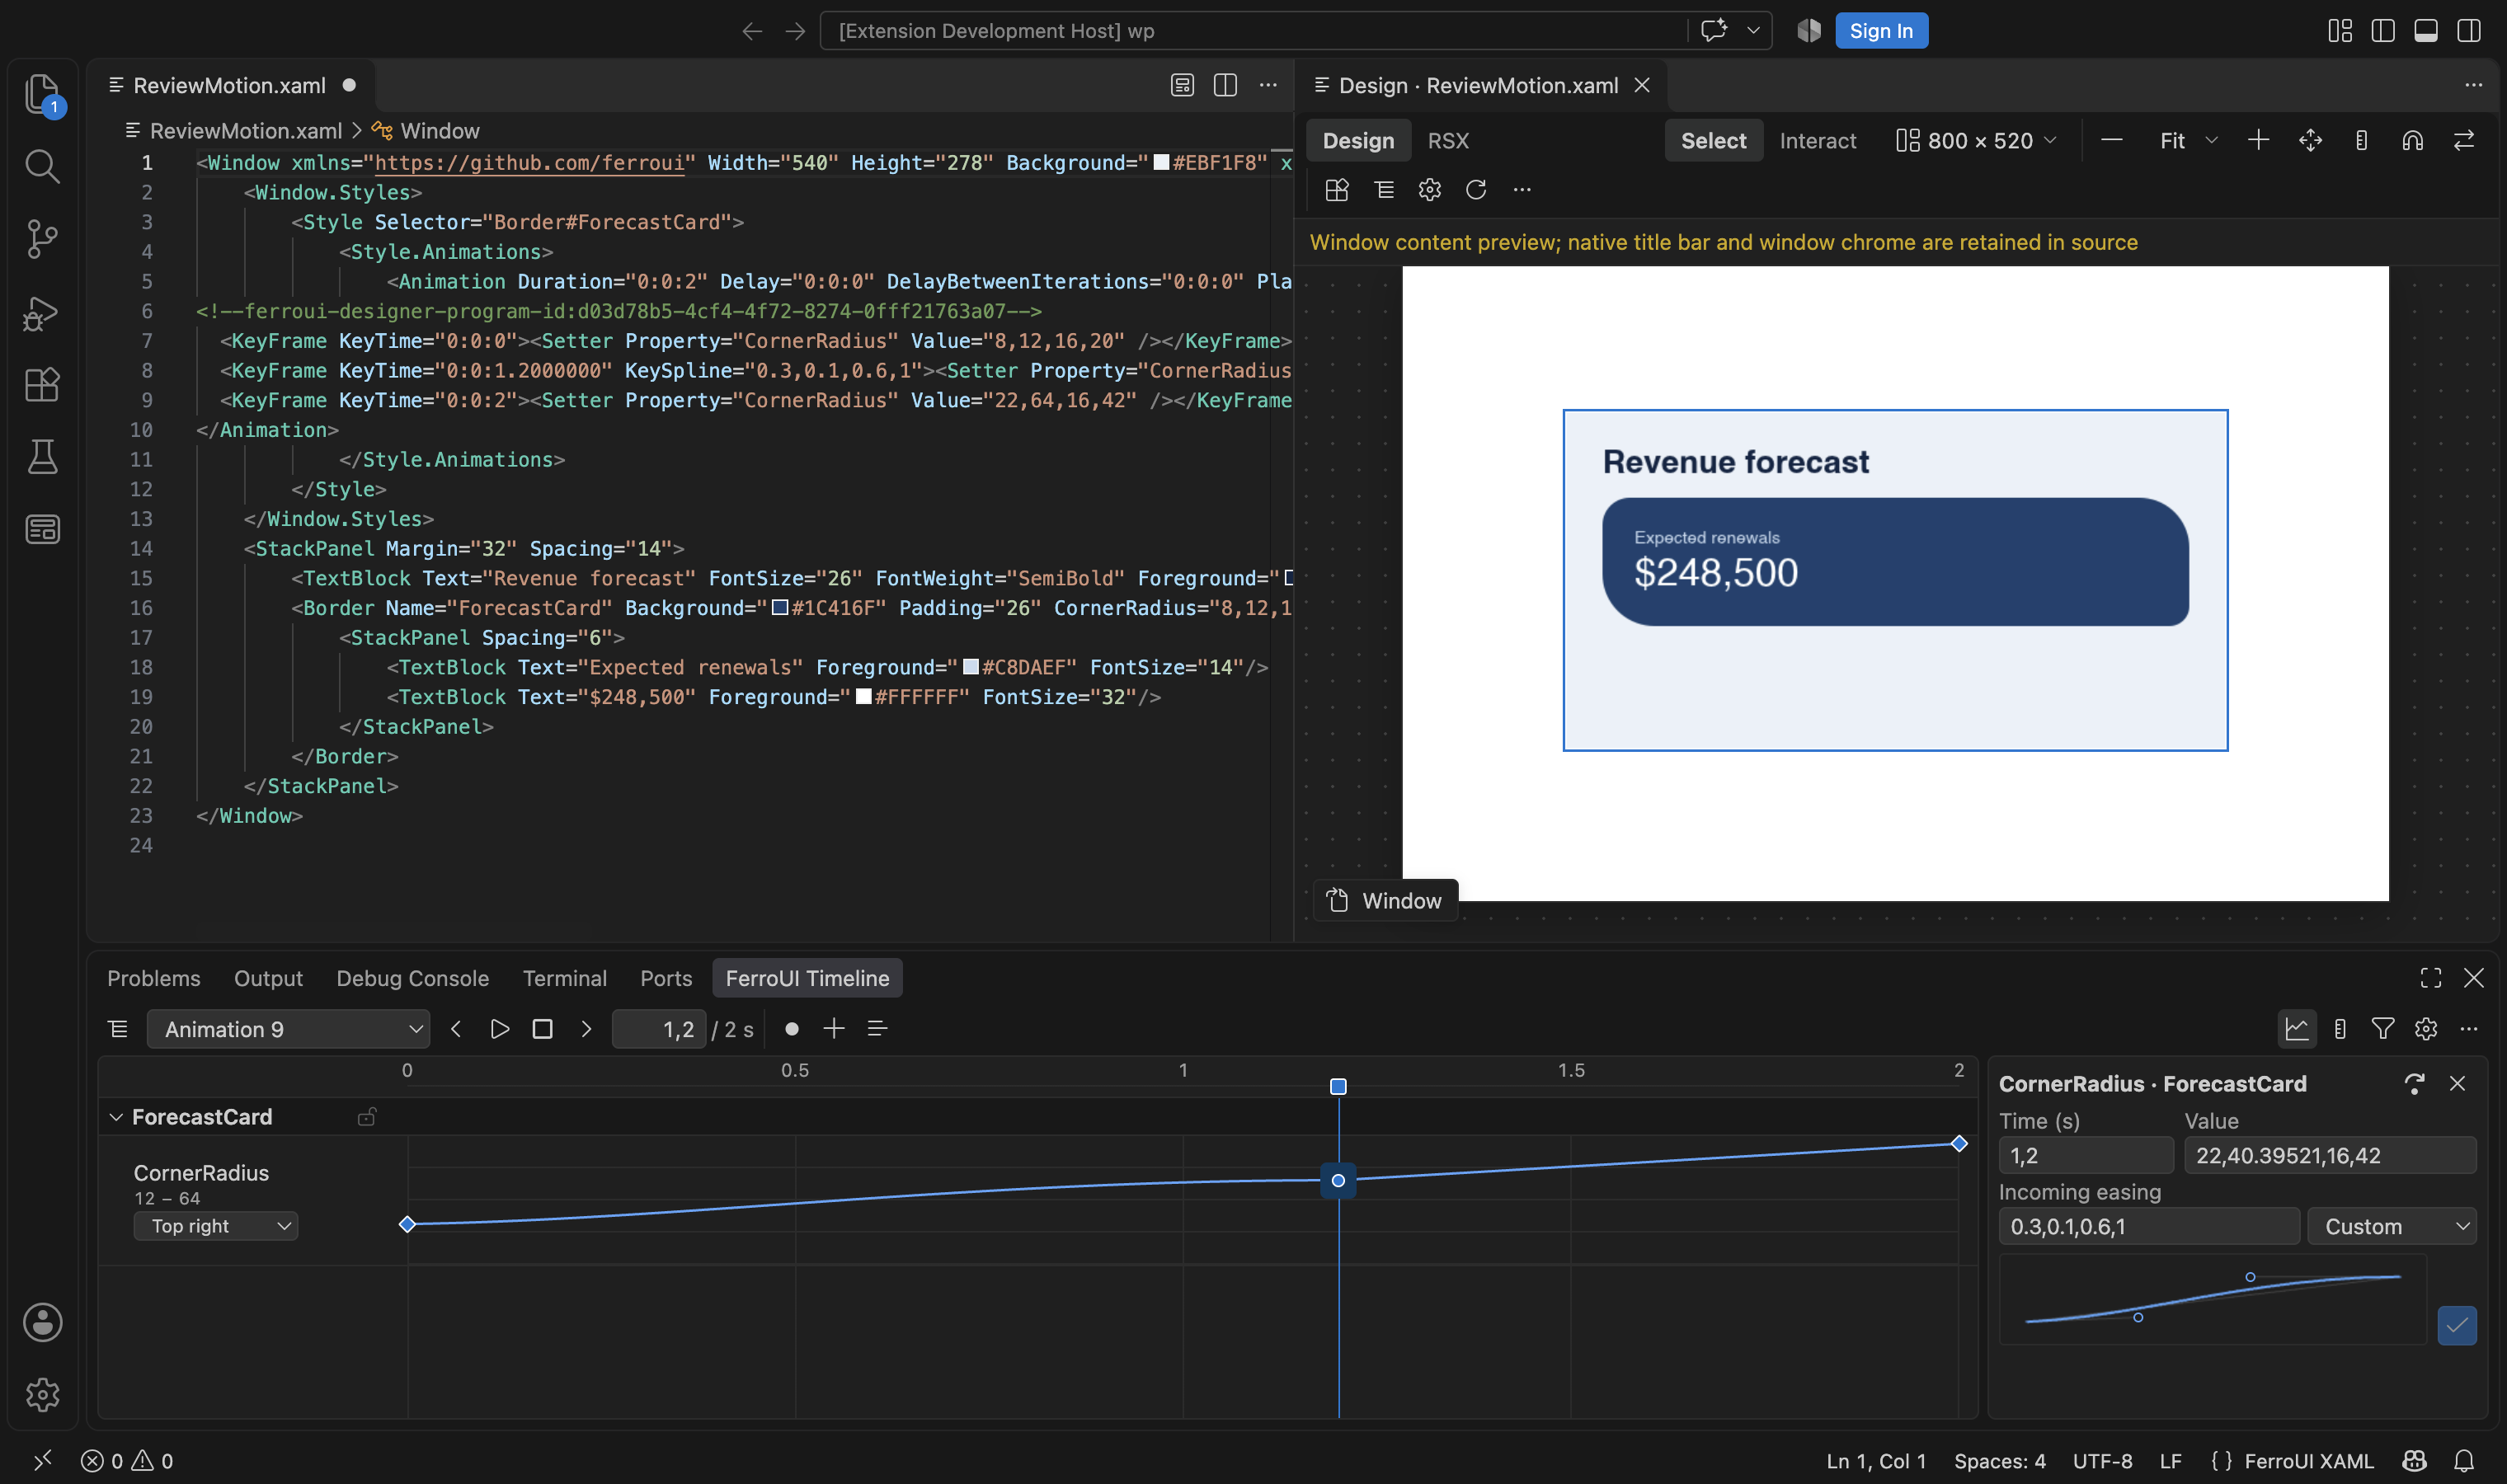 [Extension Development Host] wp
Sign In
1
ReviewMotion.xaml
ReviewMotion.xaml > Window
1 <Window xmlns="https://github.com/ferroui" Width="540" Height="278" Background="#EBF1F8" x
2 <Window.Styles>
3 <Style Selector="Border#ForecastCard">
4 <Style.Animations>
5 <Animation Duration="0:0:2" Delay="0:0:0" DelayBetweenIterations="0:0:0" Pla
6 <!--ferroui-designer-program-id:d03d78b5-4cf4-4f72-8274-0fff21763a07-->
7 <KeyFrame KeyTime="0:0:0"><Setter Property="CornerRadius" Value="8,12,16,20" /></KeyFrame>
8 <KeyFrame KeyTime="0:0:1.2000000" KeySpline="0.3,0.1,0.6,1"><Setter Property="CornerRadius
9 <KeyFrame KeyTime="0:0:2"><Setter Property="CornerRadius" Value="22,64,16,42" /></KeyFrame
10 </Animation>
11 </Style.Animations>
12 </Style>
13 </Window.Styles>
14 <StackPanel Margin="32" Spacing="14">
15 <TextBlock Text="Revenue forecast" FontSize="26" FontWeight="SemiBold" Foreground="
16 <Border Name="ForecastCard" Background="#1C416F" Padding="26" CornerRadius="8,12,1
17 <StackPanel Spacing="6">
18 <TextBlock Text="Expected renewals" Foreground="#C8DAEF" FontSize="14"/>
19 <TextBlock Text="$248,500" Foreground="#FFFFFF" FontSize="32"/>
20 </StackPanel>
21 </Border>
22 </StackPanel>
23 </Window>
24
Design · ReviewMotion.xaml
Design RSX Select Interact 800 × 520 Fit
Window content preview; native title bar and window chrome are retained in source
Revenue forecast
Expected renewals
$248,500
Window
Problems Output Debug Console Terminal Ports FerroUI Timeline
Animation 9 1,2 / 2 s
0 0.5 1 1.5 2
ForecastCard
CornerRadius
12 – 64
Top right
CornerRadius · ForecastCard
Time (s) Value
1,2 22,40.39521,16,42
Incoming easing
0.3,0.1,0.6,1 Custom
0 0 Ln 1, Col 1 Spaces: 4 UTF-8 LF {} FerroUI XAML